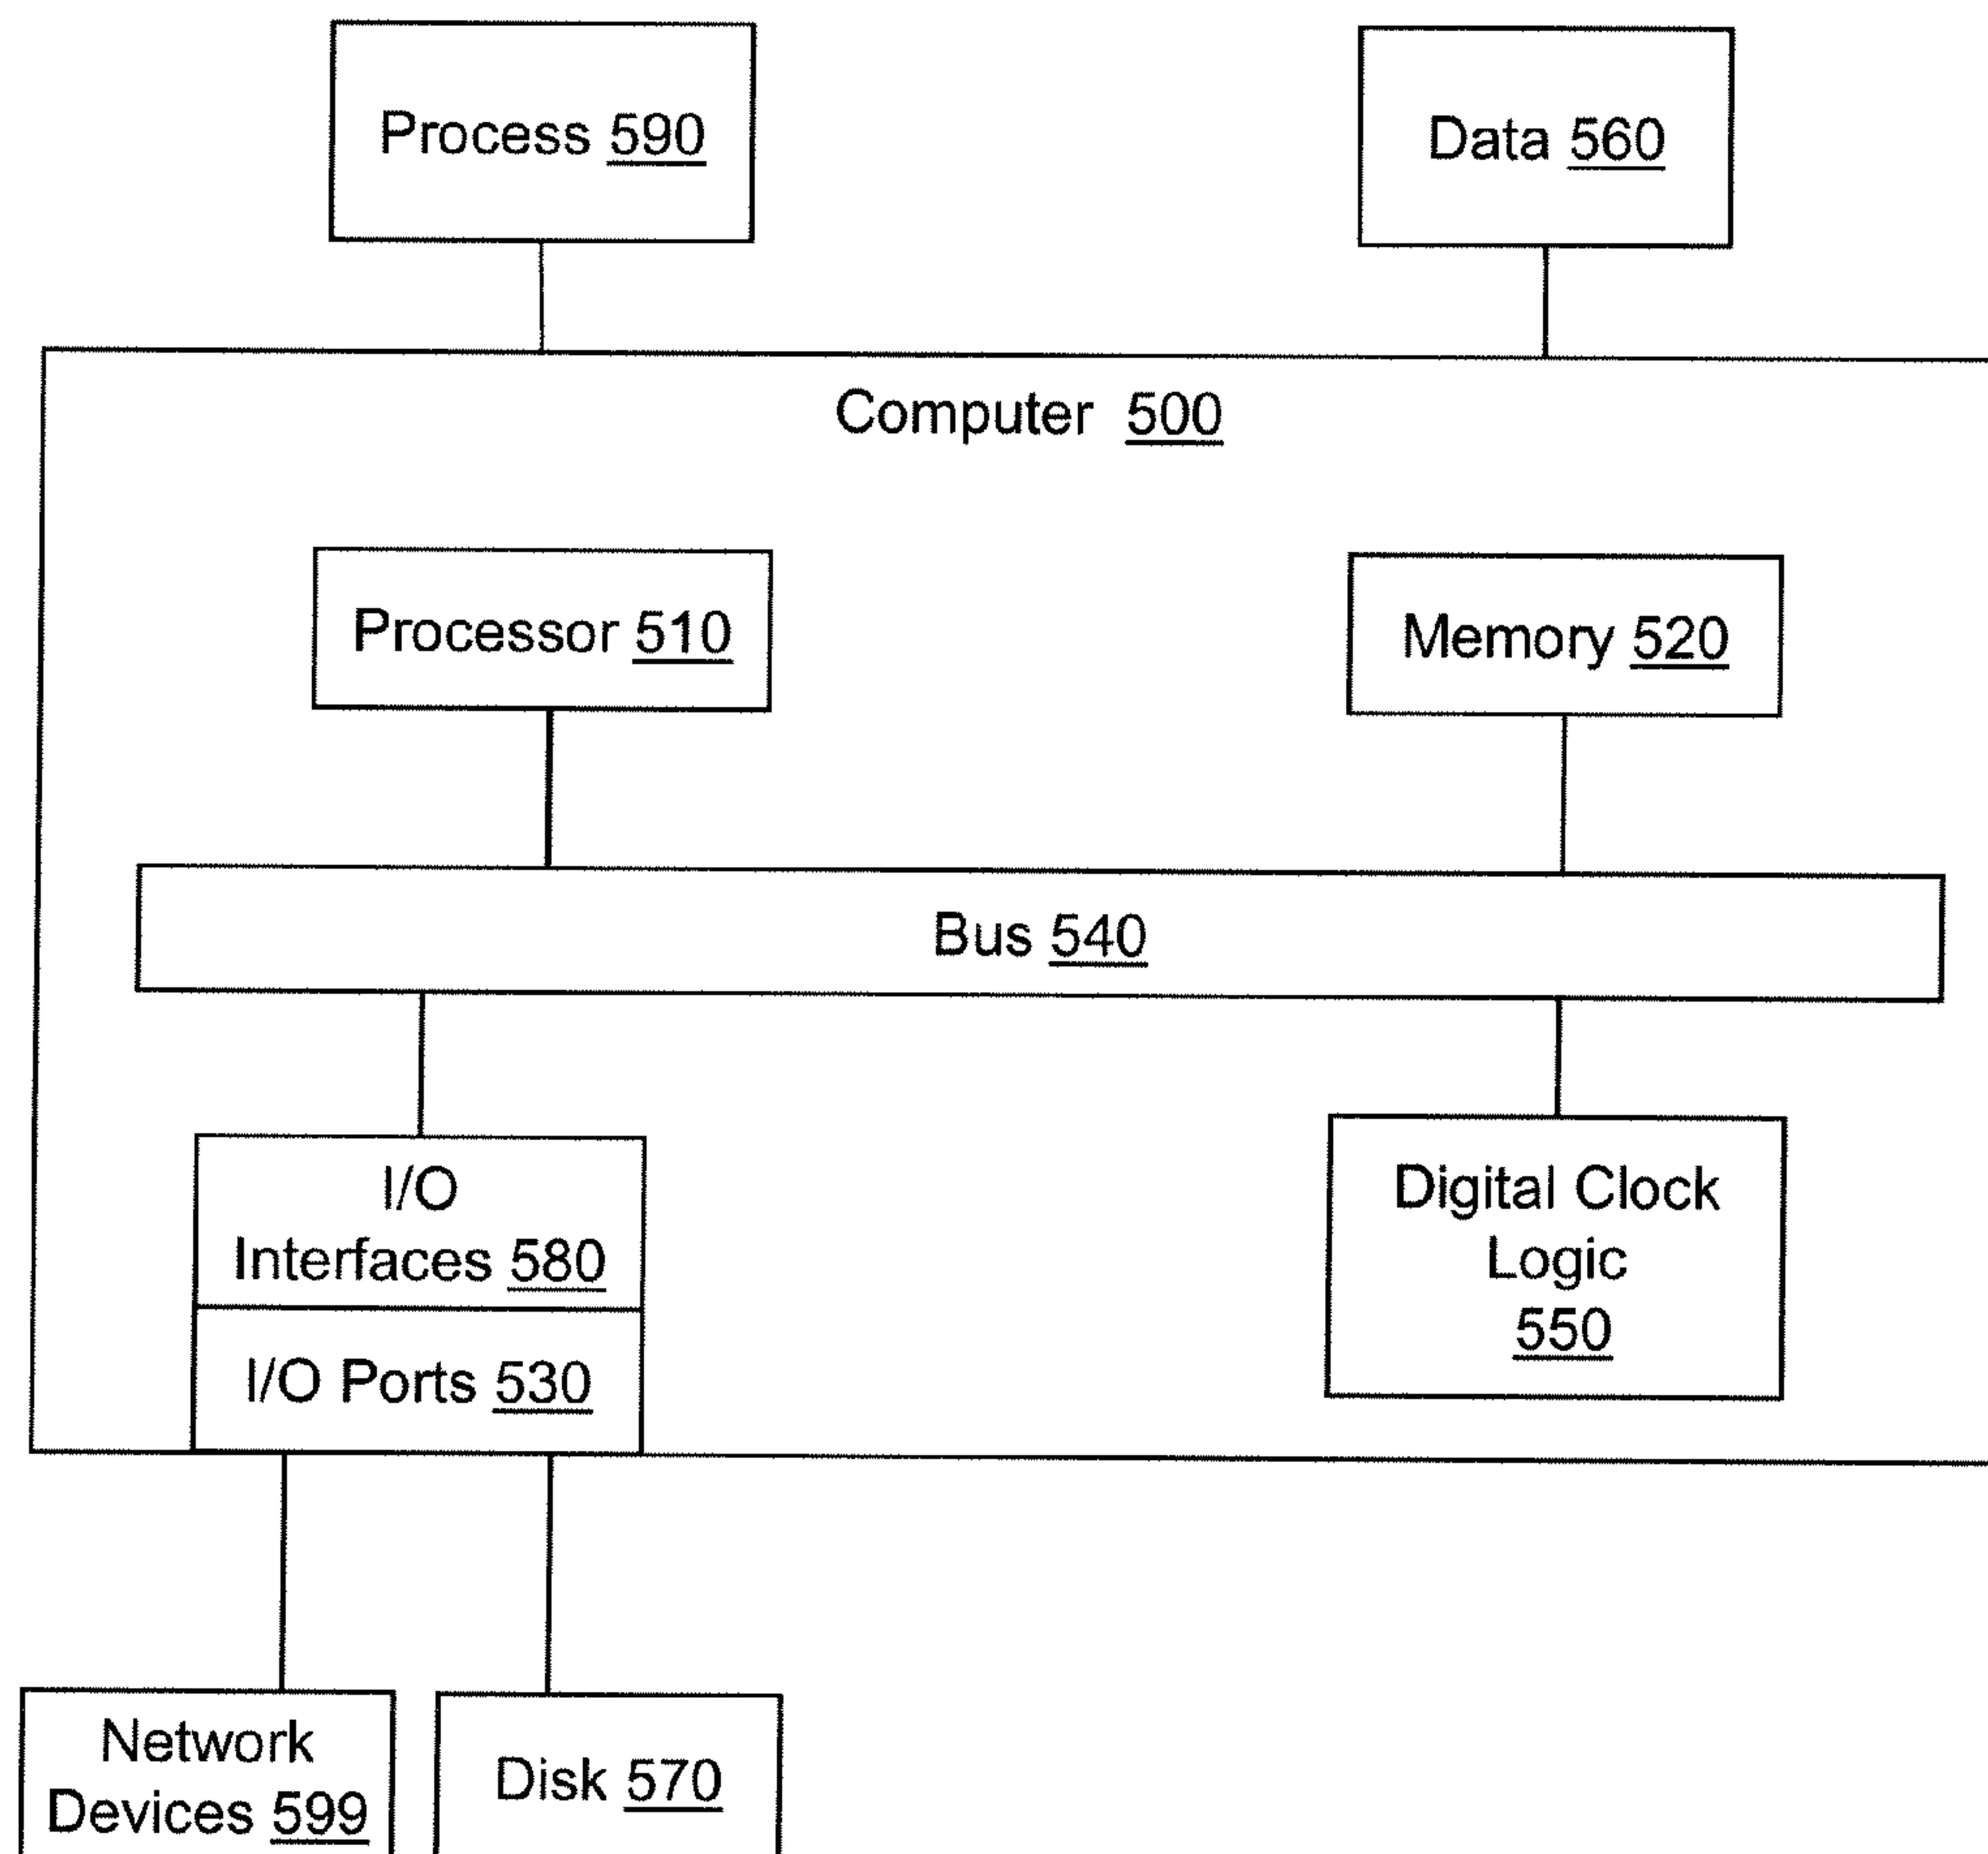 Process 590
Data 560
Computer 500
Processor 510
Memory 520
Bus 540
I/O
Interfaces 580
I/O Ports 530
Digital Clock
Logic
550
Network
Devices 599
Disk 570